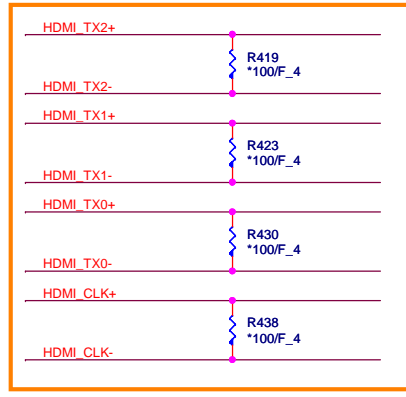 HDMI_TX2+
R419
*100/F_4
HDMI_TX2-
HDMI_TX1+
R423
*100/F_4
HDMI_TX1-
HDMI_TX0+
R430
*100/F_4
HDMI_TX0-
HDMI_CLK+
R438
*100/F_4
HDMI_CLK-